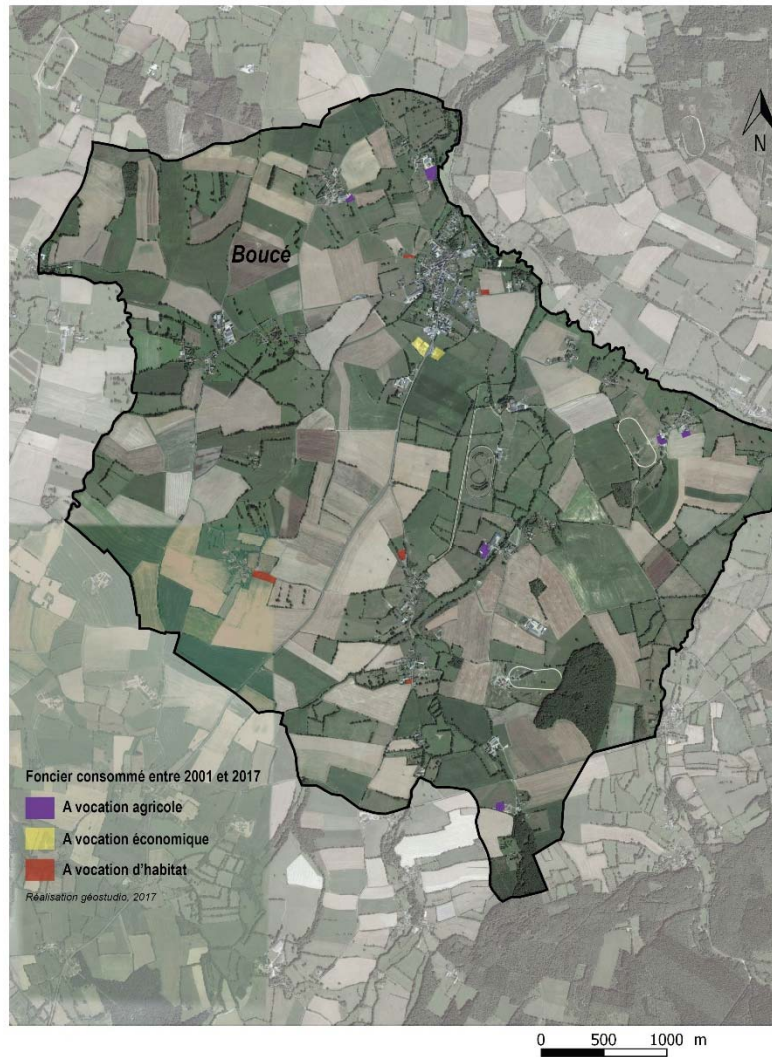 N
Boucé
Foncier consommé entre 2001 et 2017
A vocation agricole
A vocation économique
A vocation d'habitat
Réalisation géostudio, 2017
0 500 1000 m